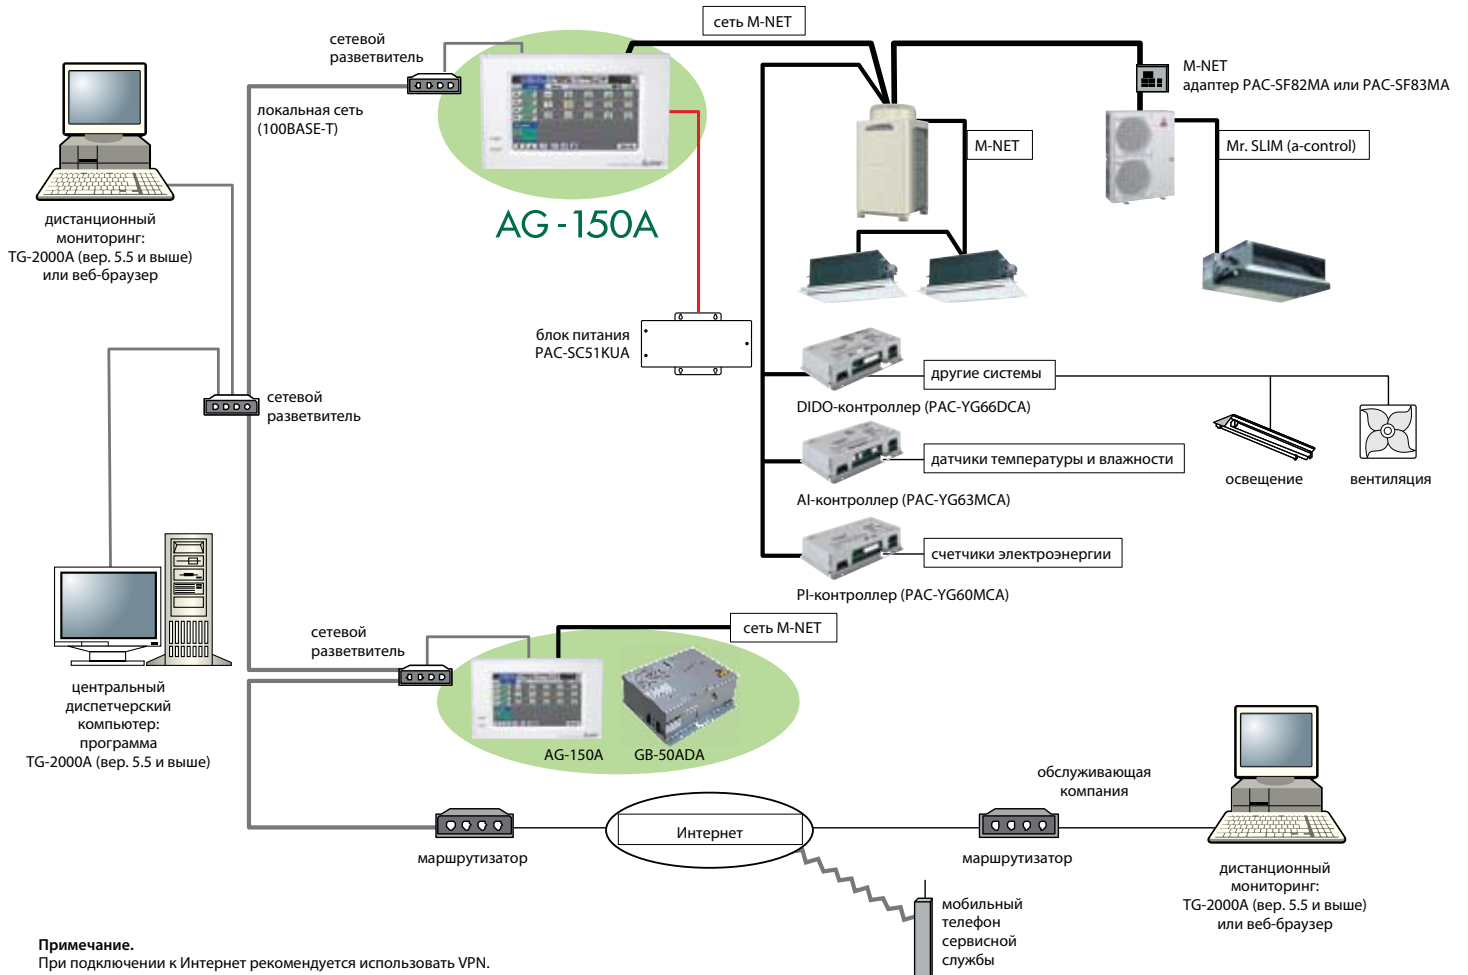 сеть M-NET
сетевой
разветвитель
локальная сеть
(100BASE-T)
M-NET
адаптер PAC-SF82MA или PAC-SF83MA
M-NET
Mr. SLIM (a-control)
AG-150A
дистанционный
мониторинг:
TG-2000A (вер. 5.5 и выше)
или веб-браузер
блок питания
PAC-SC51KUA
другие системы
DIDO-контроллер (PAC-YG66DCA)
сетевой
разветвитель
датчики температуры и влажности
AI-контроллер (PAC-YG63MCA)
освещение
вентиляция
счетчики электроэнергии
PI-контроллер (PAC-YG60MCA)
сеть M-NET
сетевой
разветвитель
центральный
диспетчерский
компьютер:
программа
TG-2000A (вер. 5.5 и выше)
AG-150A
GB-50ADA
обслуживающая
компания
Интернет
маршрутизатор
маршрутизатор
дистанционный
мониторинг:
TG-2000A (вер. 5.5 и выше)
или веб-браузер
мобильный
телефон
сервисной
службы
Примечание.
При подключении к Интернет рекомендуется использовать VPN.